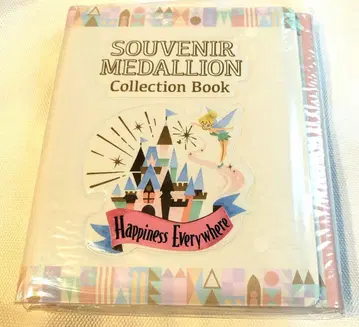 SOUVENIR
MEDALLION
Collection Book
Happiness Everywhere